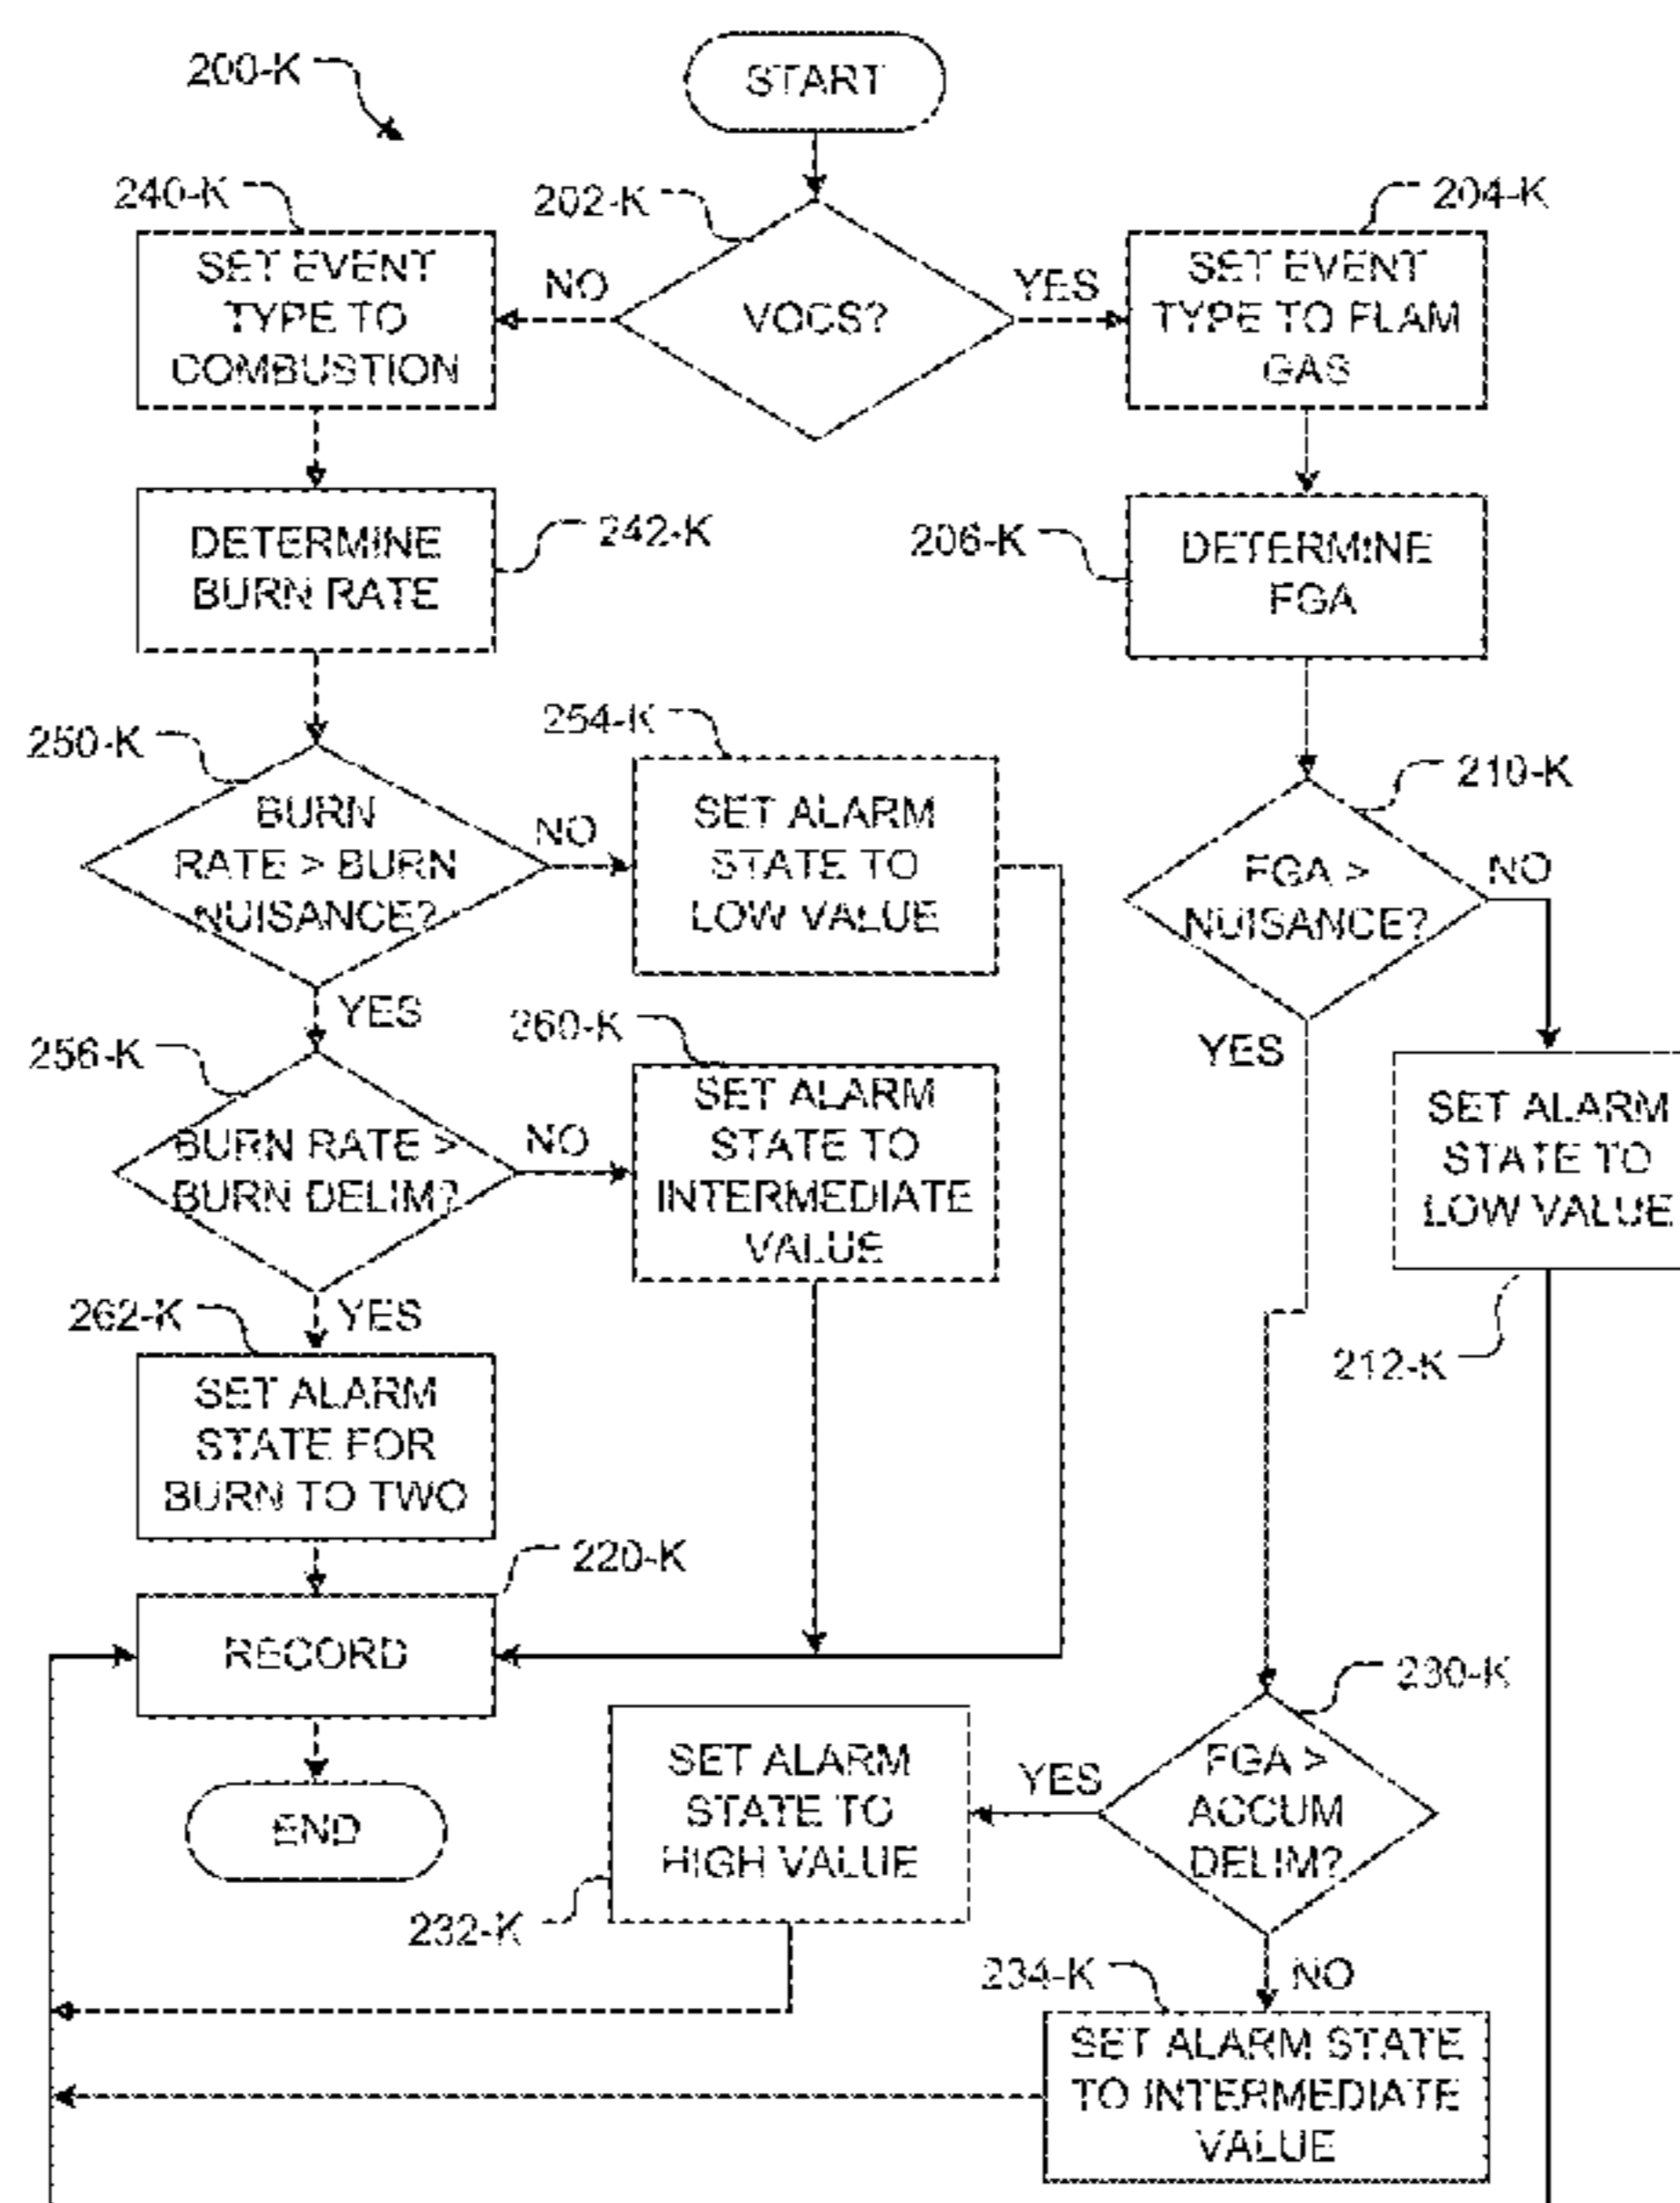 200-K
START
240-K
202-K
204-K
SET EVENT
TYPE TO
COMBUSTION
NO
VOCS?
YES
SET EVENT
TYPE TO FLAM
GAS
DETERMINE
BURN RATE
242-K
206-K
DETERMINE
FGA
250-K
BURN
RATE > BURN
NUISANCE?
NO
254-K
SET ALARM
STATE TO
LOW VALUE
210-K
FGA >
NUISANCE?
NO
YES
YES
256-K
BURN RATE >
BURN DELIM?
NO
260-K
SET ALARM
STATE TO
INTERMEDIATE
VALUE
SET ALARM
STATE TO
LOW VALUE
212-K
262-K
YES
SET ALARM
STATE FOR
BURN TO TWO
220-K
RECORD
END
230-K
FGA >
ACCUM
DELIM?
YES
SET ALARM
STATE TO
HIGH VALUE
232-K
234-K
NO
SET ALARM STATE
TO INTERMEDIATE
VALUE